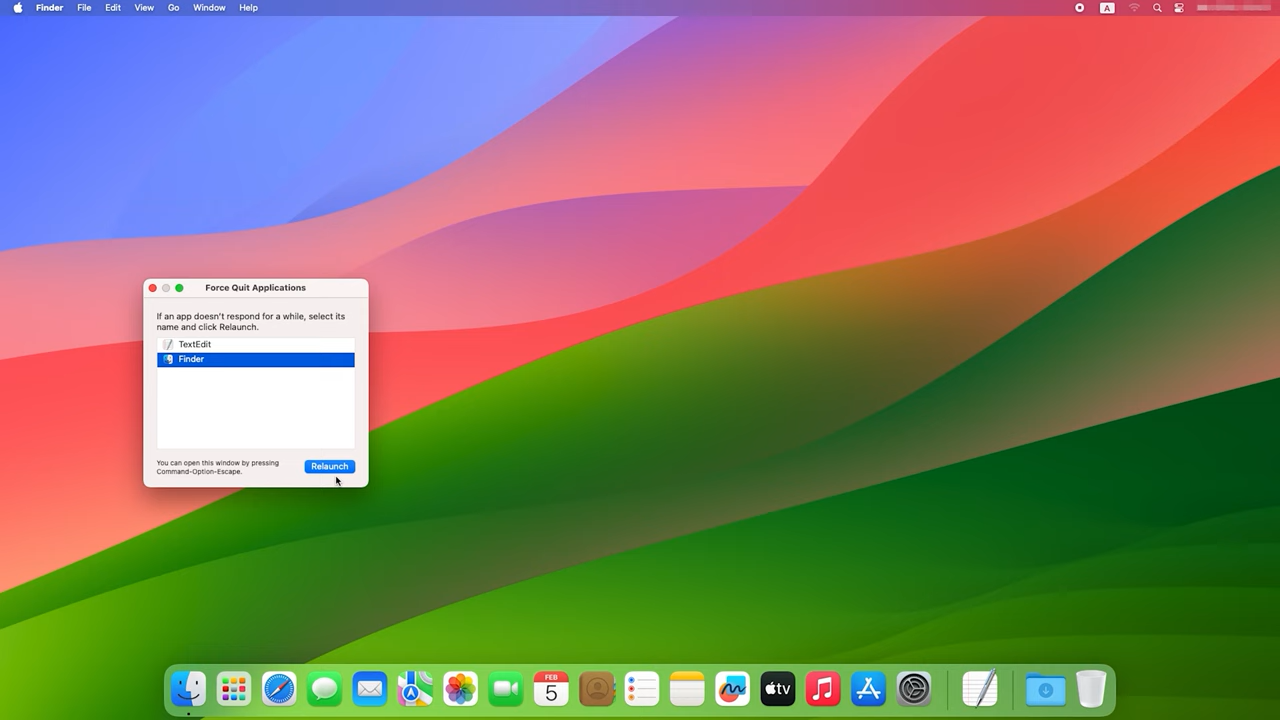 Finder File Edit View Go Window Help
A
Force Quit Applications
If an app doesn't respond for a while, select its
name and click Relaunch.
TextEdit
Finder
You can open this window by pressing
Command-Option-Escape.
Relaunch
FEB
5
tv